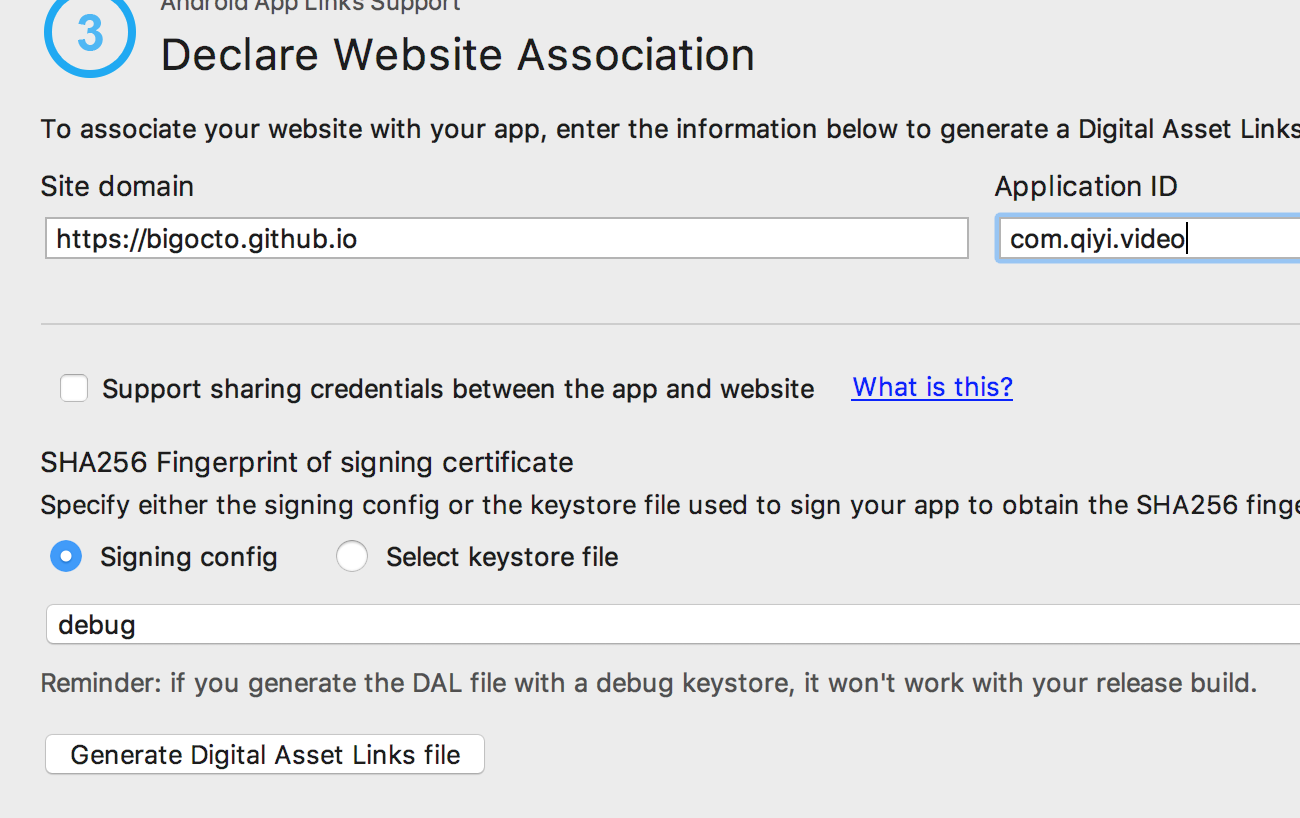 Android App Links Support
3
Declare Website Association
To associate your website with your app, enter the information below to generate a Digital Asset Links
Site domain
Application ID
https://bigocto.github.io
com.qiyi.video
Support sharing credentials between the app and website
What is this?
SHA256 Fingerprint of signing certificate
Specify either the signing config or the keystore file used to sign your app to obtain the SHA256 finge
Signing config
Select keystore file
debug
Reminder: if you generate the DAL file with a debug keystore, it won't work with your release build.
Generate Digital Asset Links file